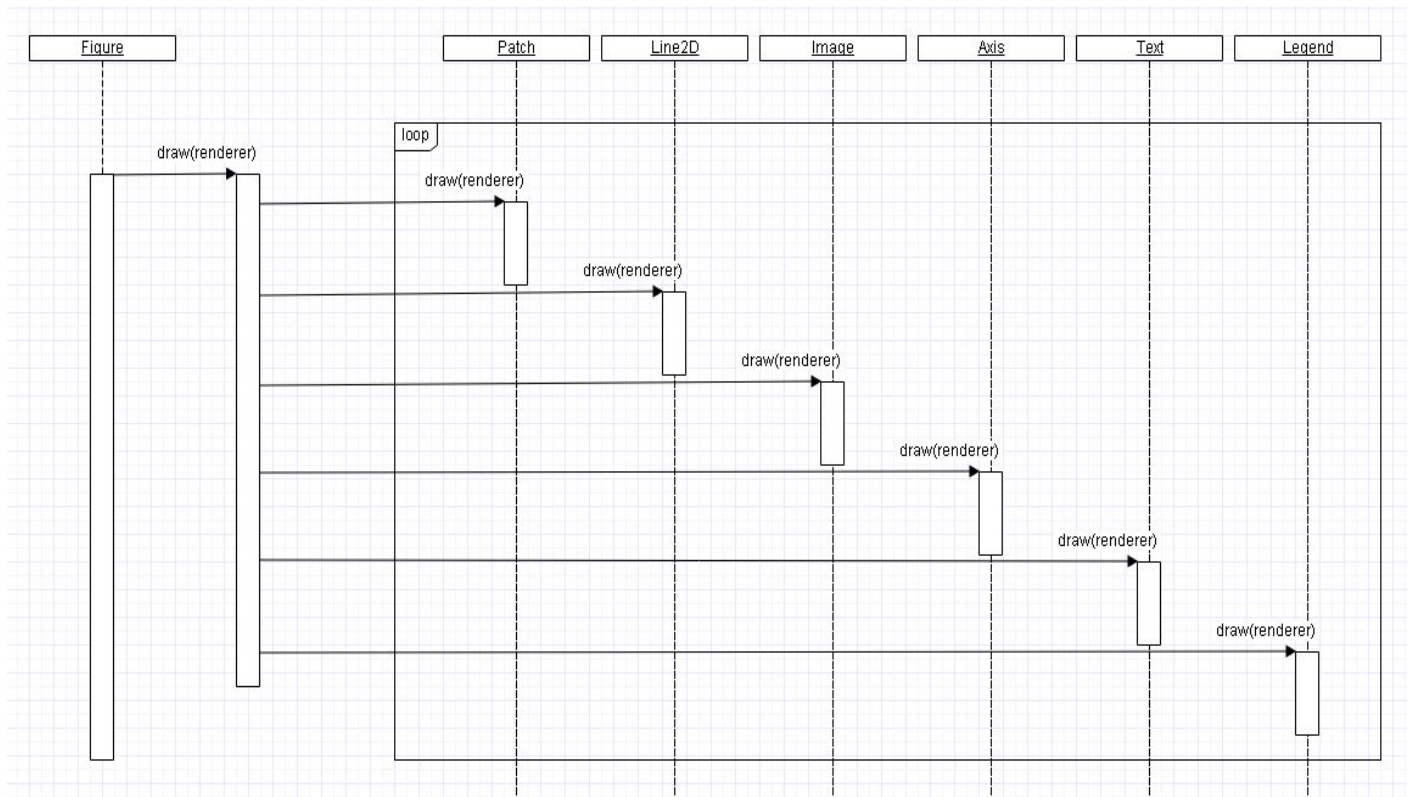 Figure
Patch
Line2D
Image
Axis
Text
Legend
loop
draw(renderer)
draw(renderer)
draw(renderer)
draw(renderer)
draw(renderer)
draw(renderer)
draw(renderer)